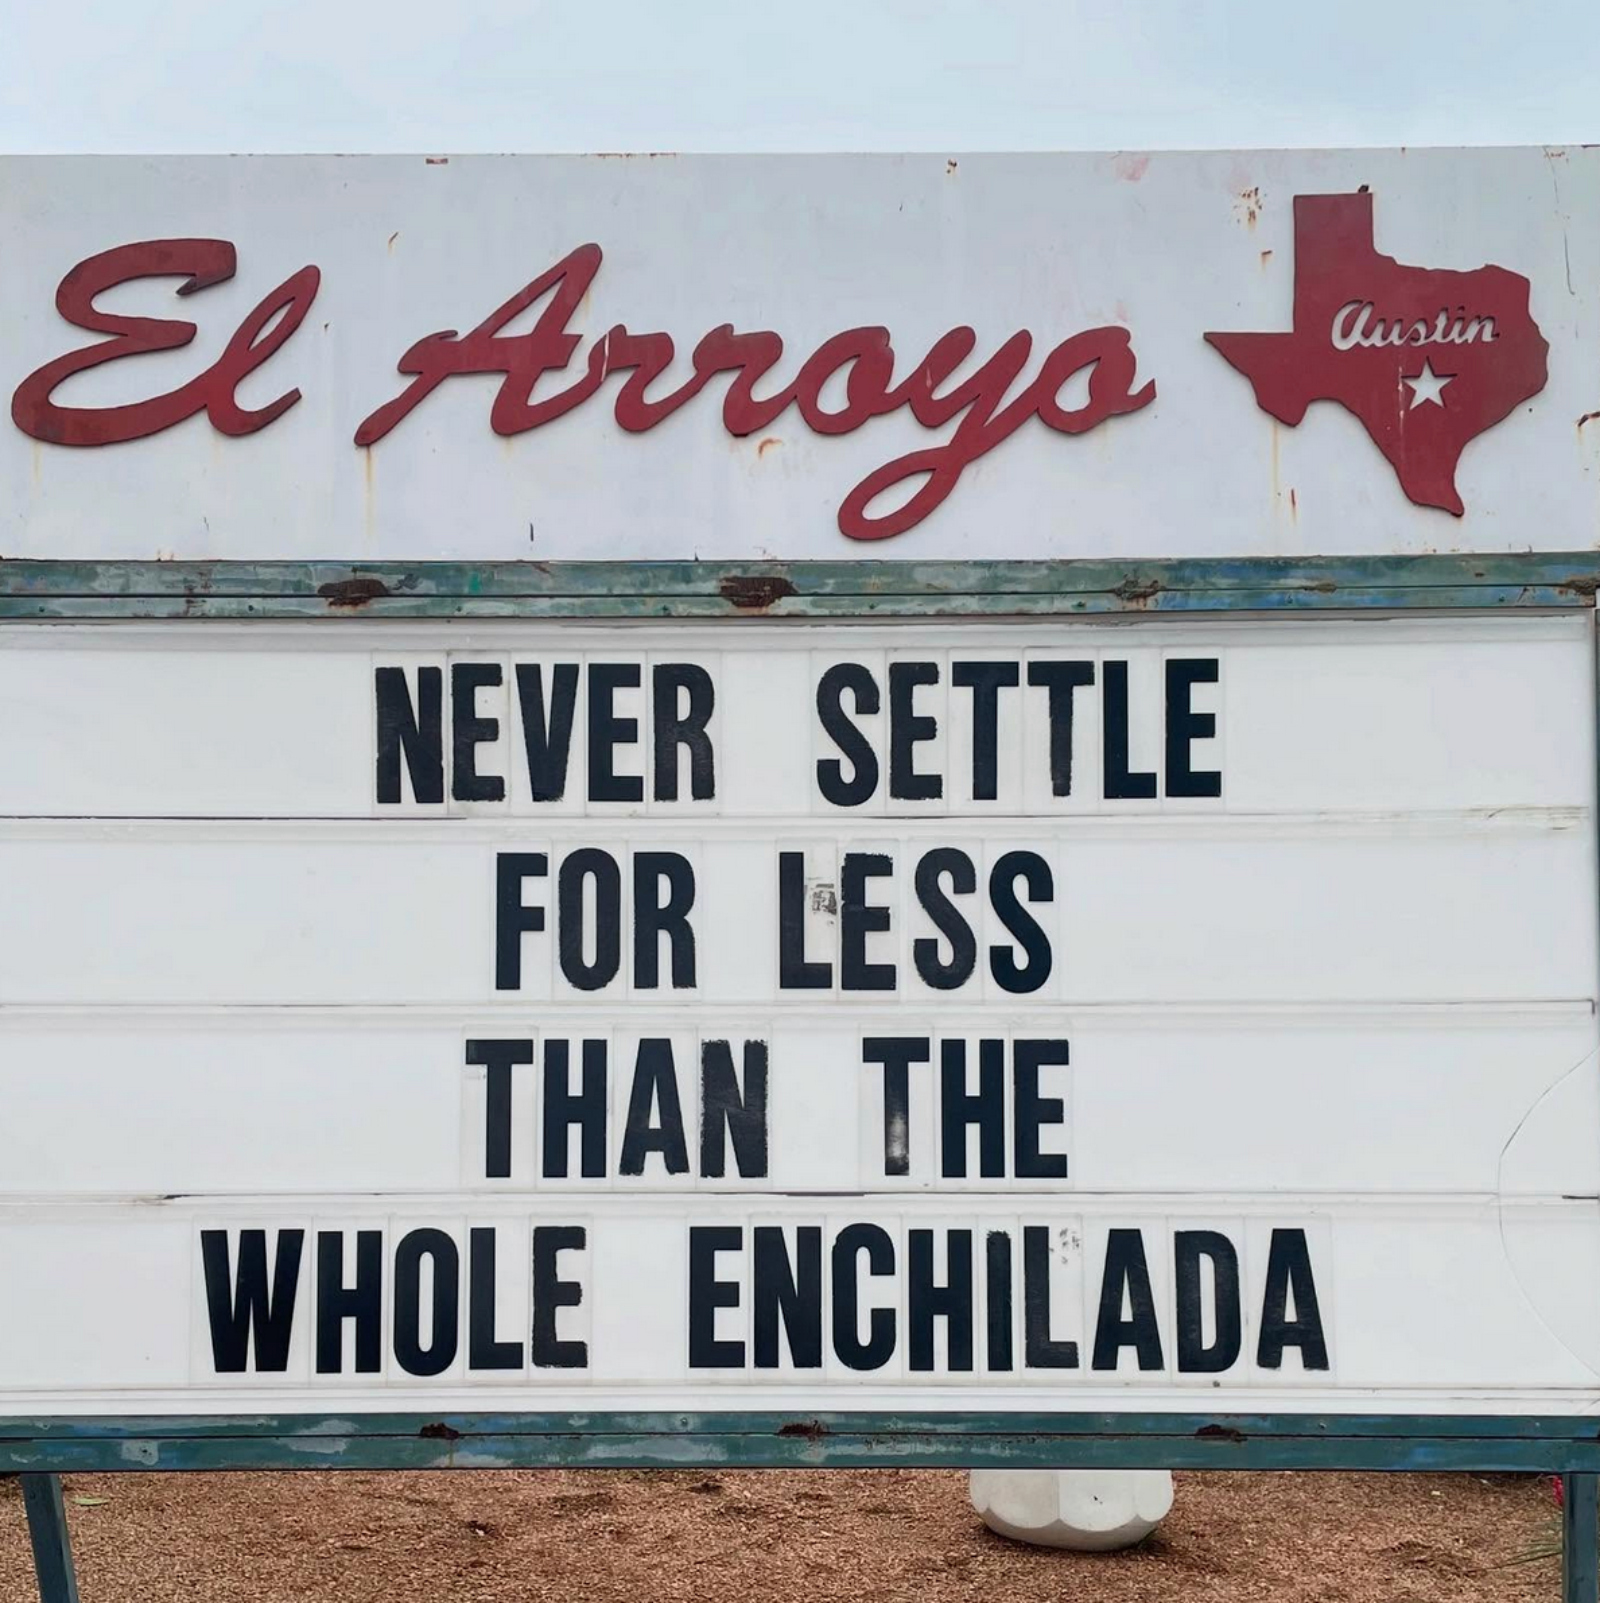 El Arroyo
Austin
NEVER SETTLE
FOR LESS
THAN THE
WHOLE ENCHILADA